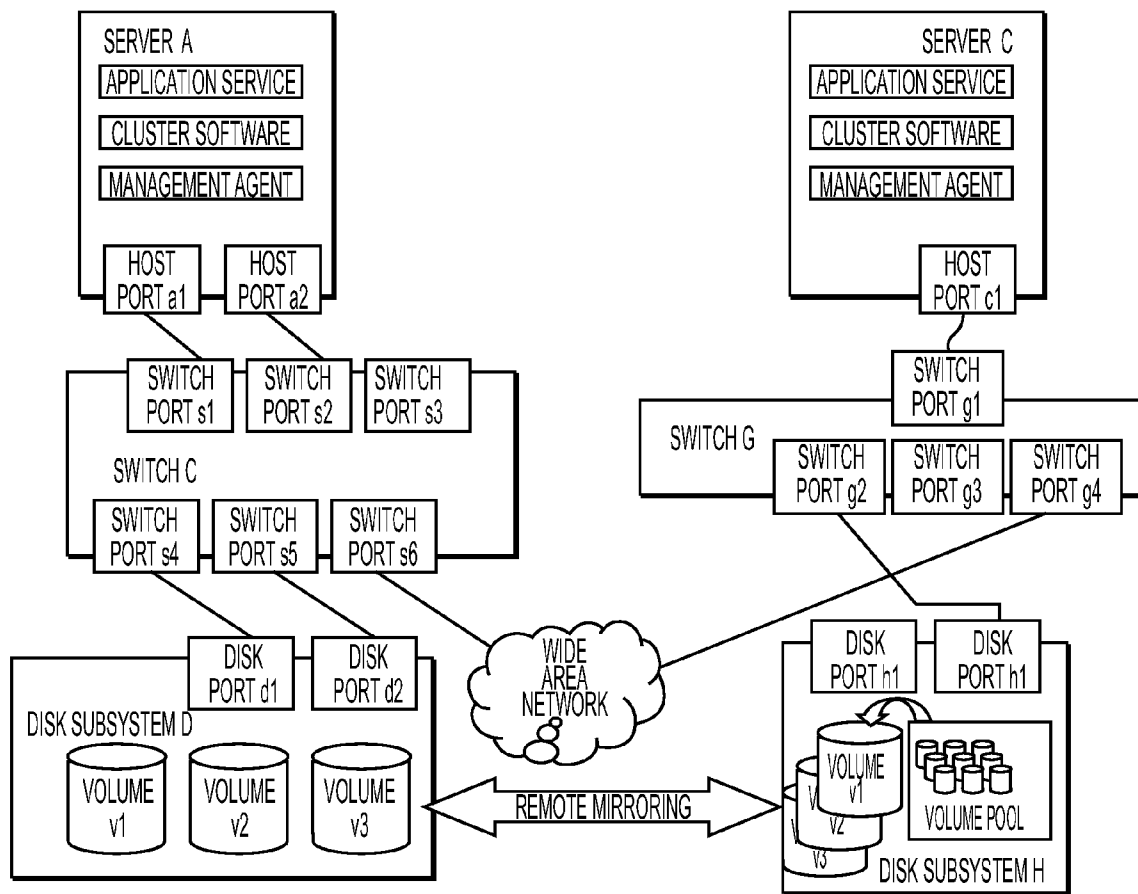 SERVER A
APPLICATION SERVICE
CLUSTER SOFTWARE
MANAGEMENT AGENT
HOST
PORT a1
HOST
PORT a2
SERVER C
APPLICATION SERVICE
CLUSTER SOFTWARE
MANAGEMENT AGENT
HOST
PORT c1
SWITCH
PORT s1
SWITCH
PORT s2
SWITCH
PORT s3
SWITCH C
SWITCH
PORT s4
SWITCH
PORT s5
SWITCH
PORT s6
SWITCH
PORT g1
SWITCH G
SWITCH
PORT g2
SWITCH
PORT g3
SWITCH
PORT g4
WIDE
AREA
NETWORK
DISK
PORT d1
DISK
PORT d2
DISK SUBSYSTEM D
VOLUME
v1
VOLUME
v2
VOLUME
v3
REMOTE MIRRORING
DISK
PORT h1
DISK
PORT h1
VOLUME
v1
v2
v3
VOLUME POOL
DISK SUBSYSTEM H